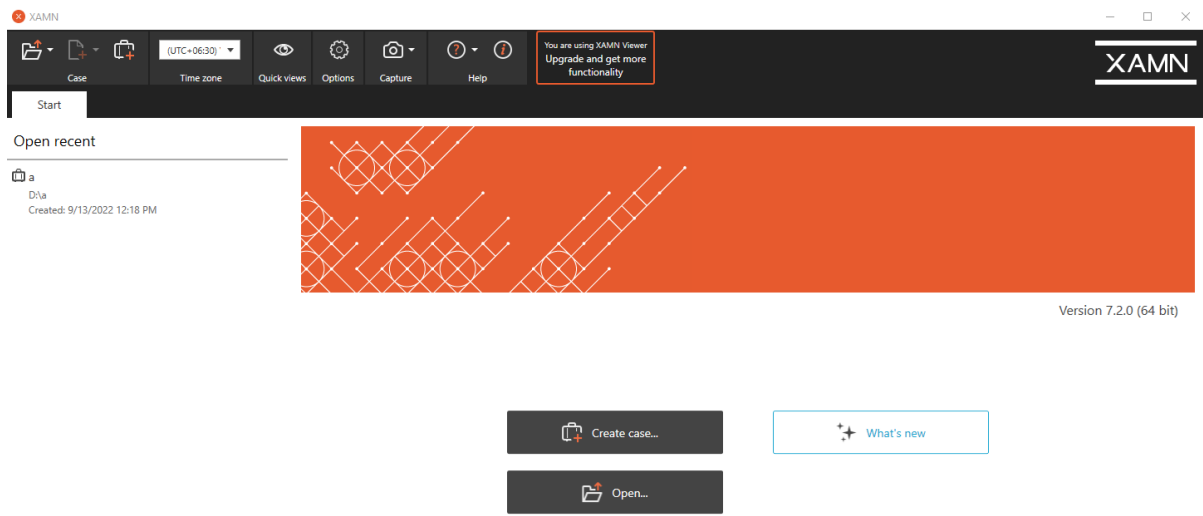 XAMN
(UTC+06:30)
Case
Time zone
Quick views
Options
Capture
Help
You are using XAMN Viewer
Upgrade and get more
functionality
XAMN
Start
Open recent
a
D:\a
Created: 9/13/2022 12:18 PM
Version 7.2.0 (64 bit)
Create case...
What's new
Open...